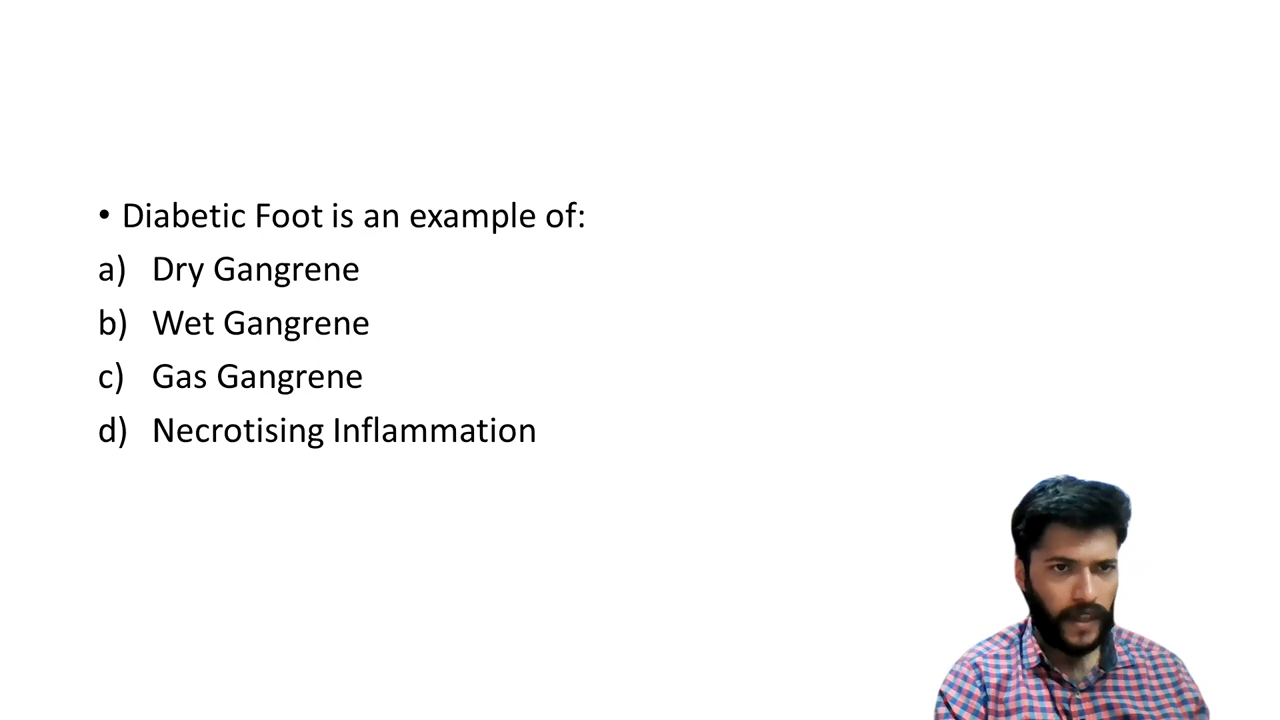 • Diabetic Foot is an example of:
a) Dry Gangrene
b) Wet Gangrene
c) Gas Gangrene
d) Necrotising Inflammation